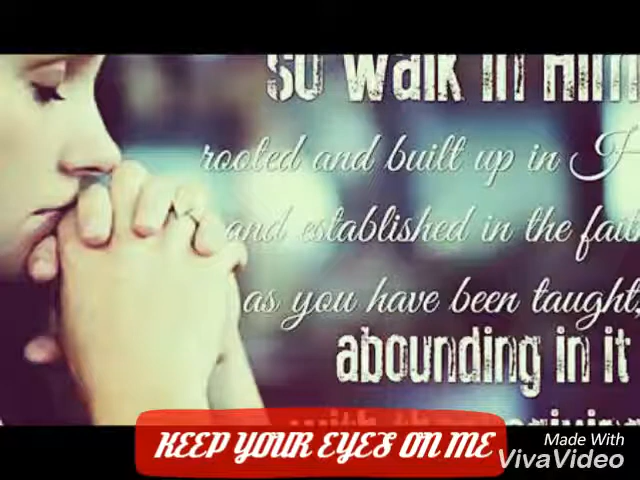 so walk in Him
rooted and built up in H
and established in the fait
as you have been taught,
abounding in it
KEEP YOUR EYES ON ME
Made With
VivaVideo